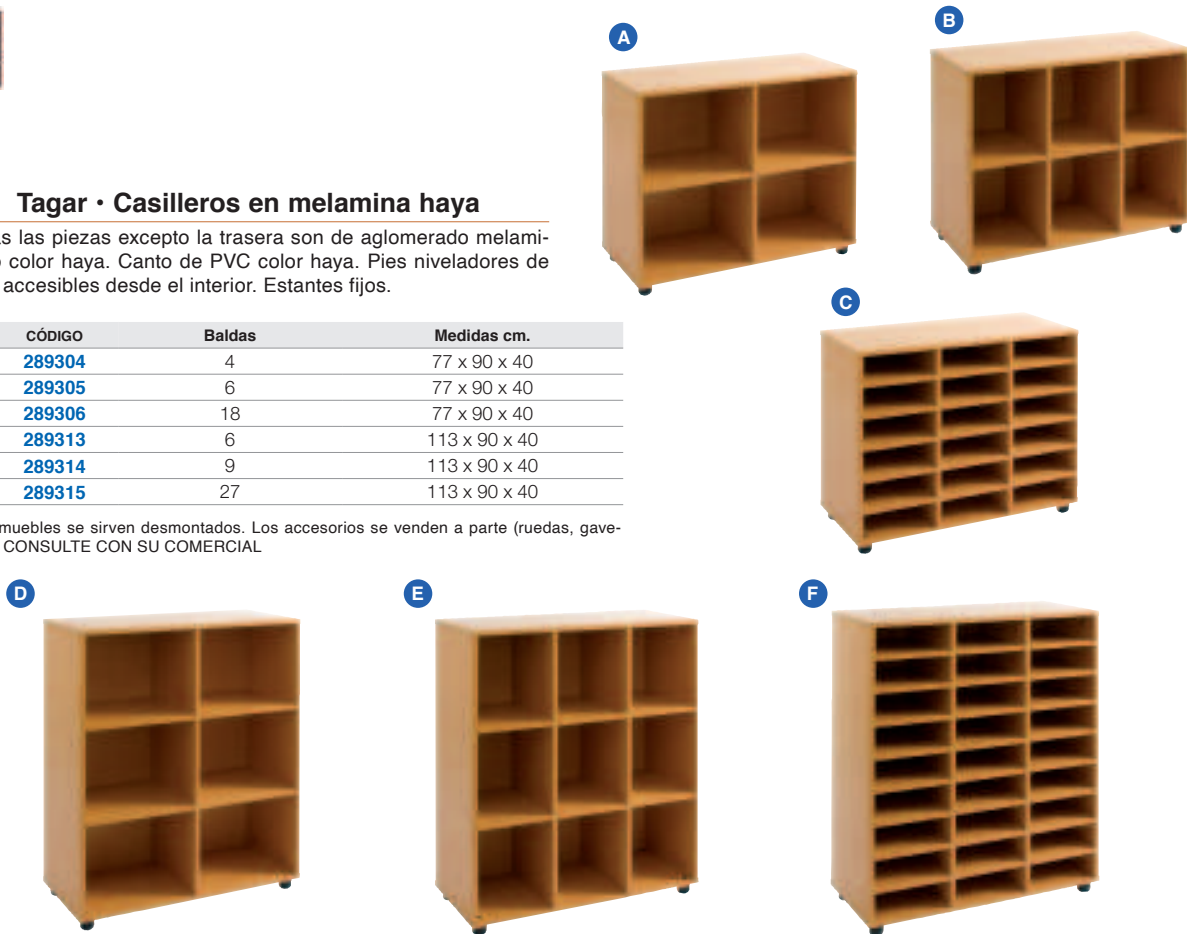 A
B
Tagar · Casilleros en melamina haya
las piezas excepto la trasera son de aglomerado melami-
color haya. Canto de PVC color haya. Pies niveladores de
accesibles desde el interior. Estantes fijos.
C
CÓDIGO Baldas Medidas cm.
289304 4 77 x 90 x 40
289305 6 77 x 90 x 40
289306 18 77 x 90 x 40
289313 6 113 x 90 x 40
289314 9 113 x 90 x 40
289315 27 113 x 90 x 40
muebles se sirven desmontados. Los accesorios se venden a parte (ruedas, gave-
CONSULTE CON SU COMERCIAL
D
E
F